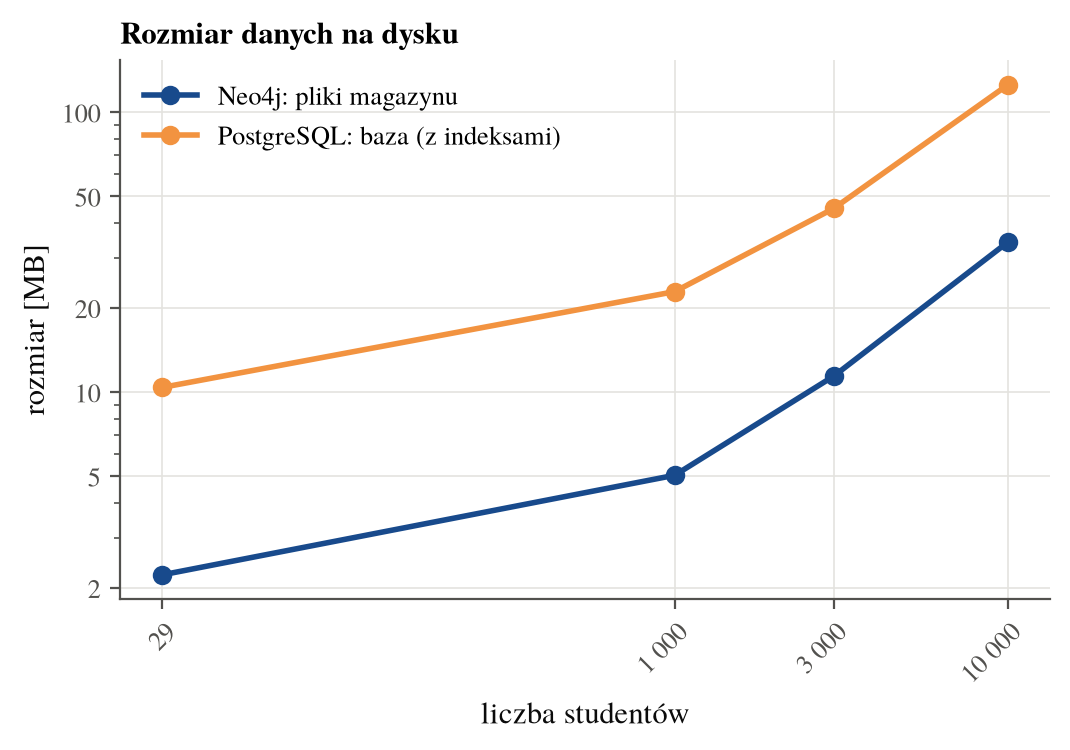 Rozmiar danych na dysku
Neo4j: pliki magazynu
PostgreSQL: baza (z indeksami)
100
50
20
10
5
2
rozmiar [MB]
29
1 000
3 000
10 000
liczba studentów